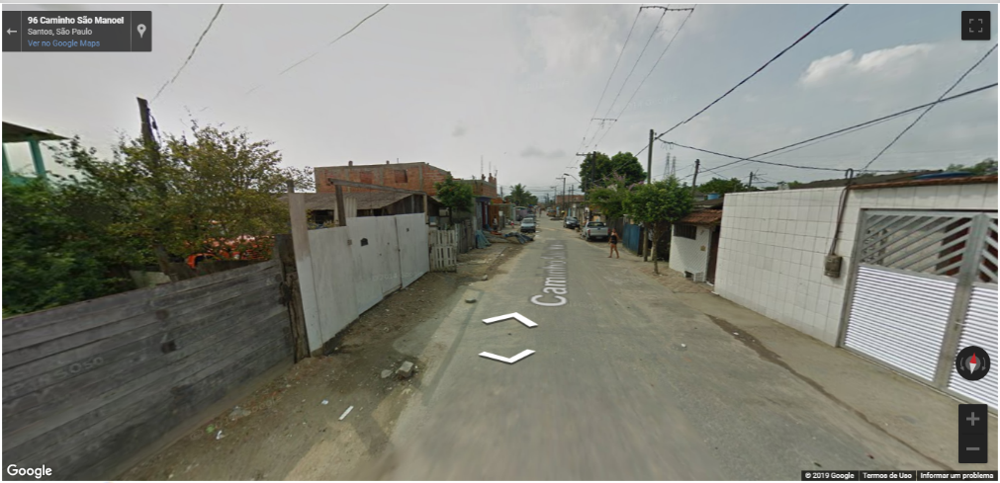 96 Caminho São Manoel
Santos, São Paulo
Ver no Google Maps
Google
© 2019 Google
Termos de Uso
Informar um problema